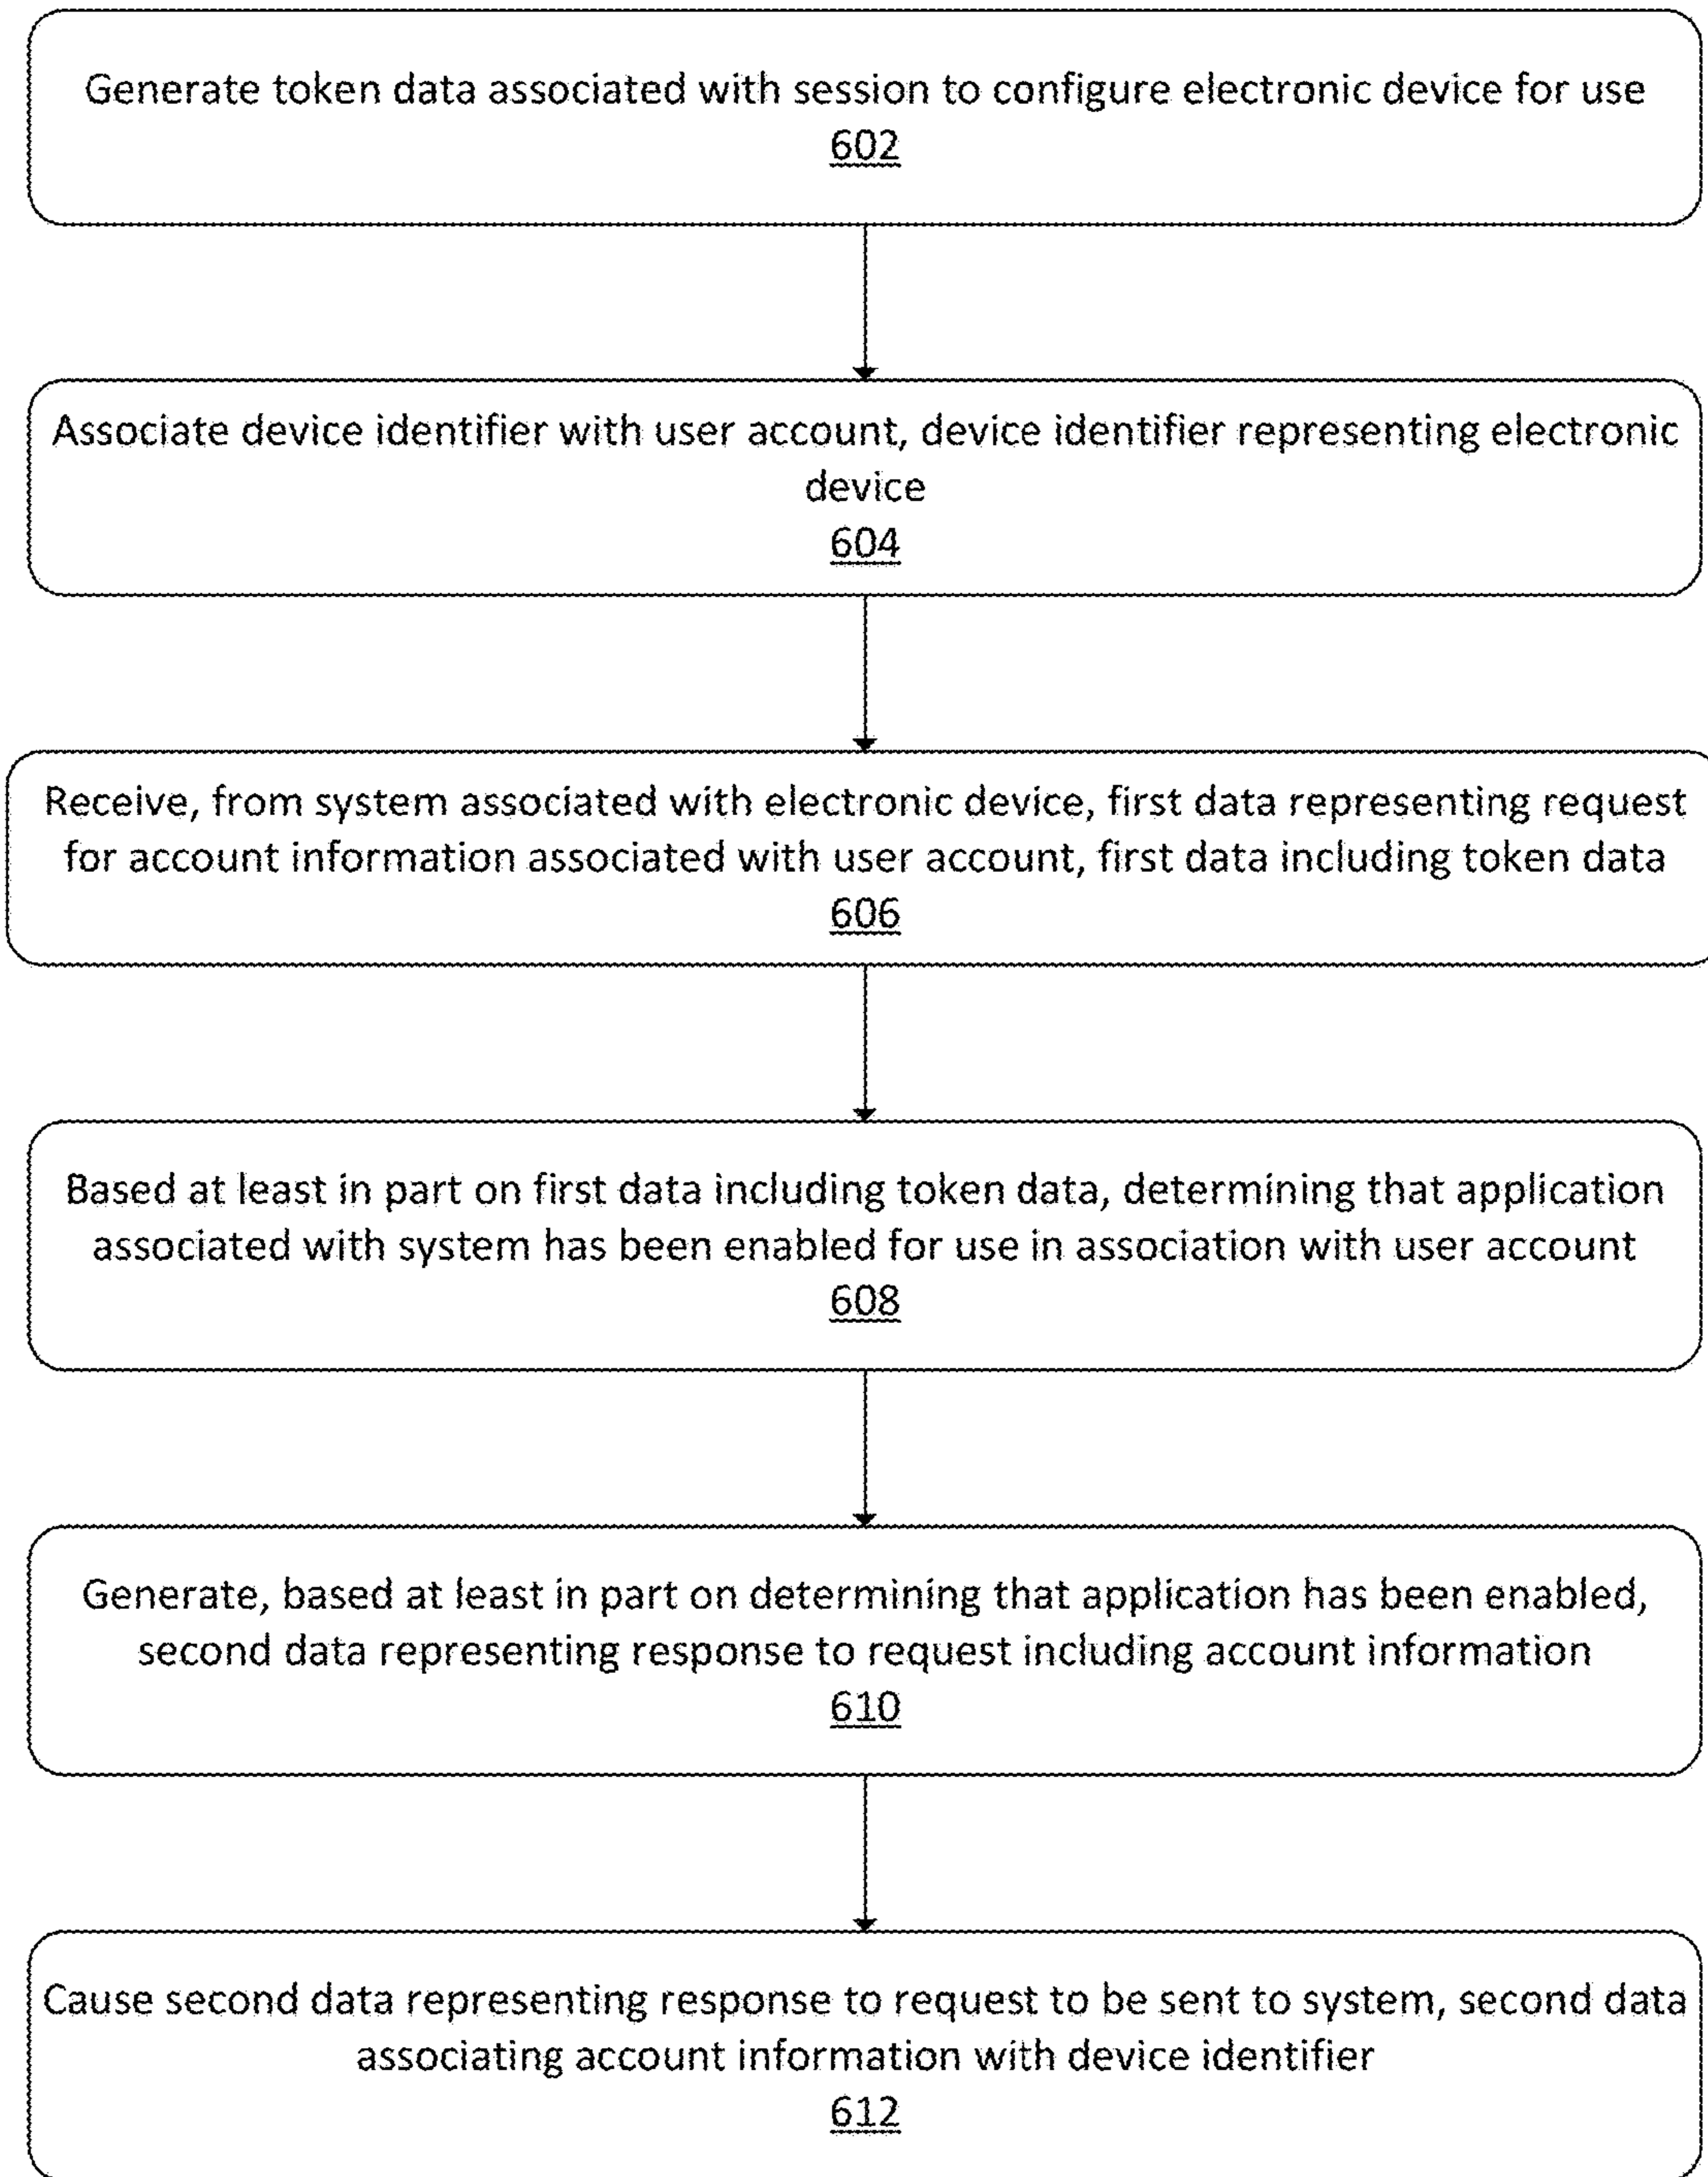 Generate token data associated with session to configure electronic device for use
602
Associate device identifier with user account, device identifier representing electronic
device
604
Receive, from system associated with electronic device, first data representing request
for account information associated with user account, first data including token data
606
Based at least in part on first data including token data, determining that application
associated with system has been enabled for use in association with user account
608
Generate, based at least in part on determining that application has been enabled,
second data representing response to request including account information
610
Cause second data representing response to request to be sent to system, second data
associating account information with device identifier
612